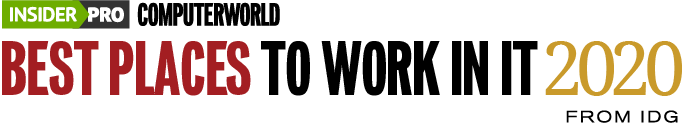 INSIDER PRO COMPUTERWORLD
BEST PLACES TO WORK IN IT 2020
FROM IDG